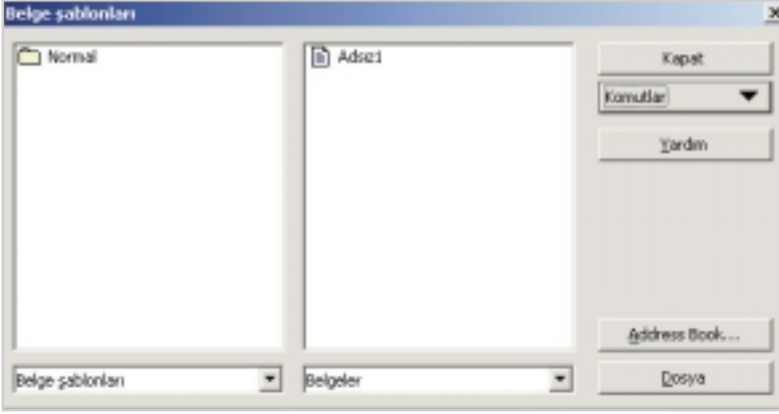 Belge şablonları
Normal
Adsız1
Kapat
Komutlar
Yardım
Address Book...
Belge şablonları
Belgeler
Dosya